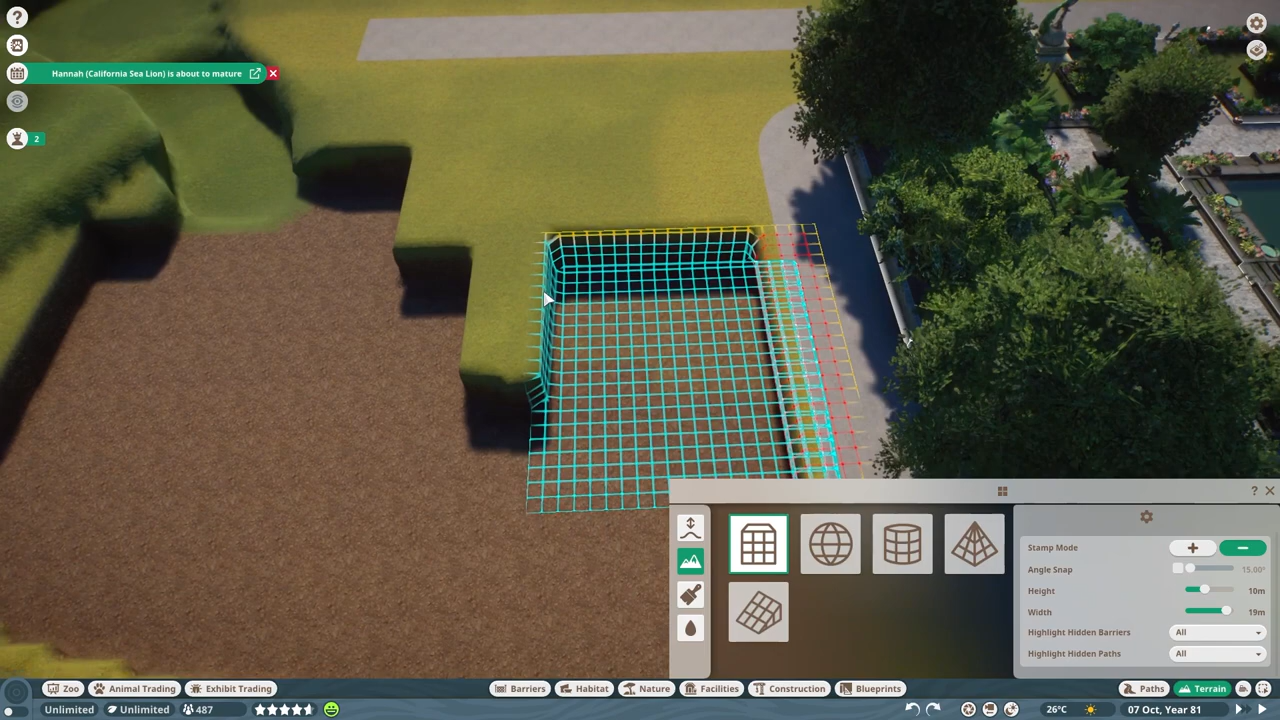 ?
Hannah (California Sea Lion) is about to mature
2
?
Stamp Mode
Angle Snap 15.00°
Height 10m
Width 19m
Highlight Hidden Barriers All
Highlight Hidden Paths All
Zoo Animal Trading Exhibit Trading Barriers Habitat Nature Facilities Construction Blueprints Paths Terrain
Unlimited Unlimited 487 26°C 07 Oct, Year 81